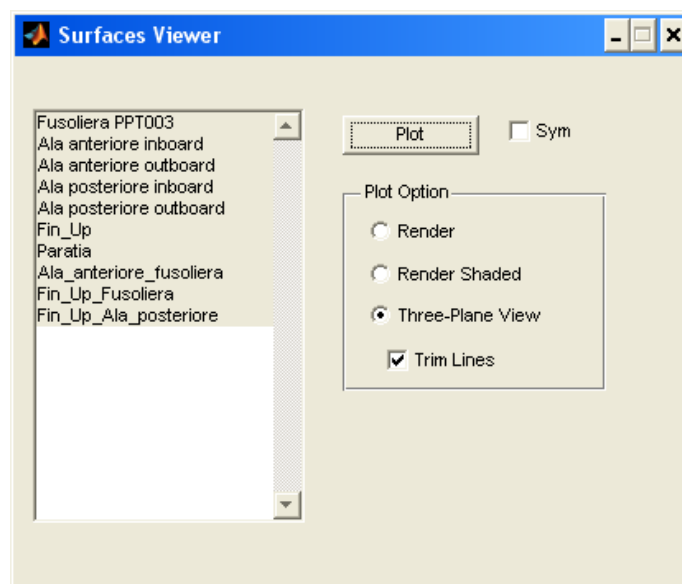 Surfaces Viewer
Fusoliera PPT003
Ala anteriore inboard
Ala anteriore outboard
Ala posteriore inboard
Ala posteriore outboard
Fin_Up
Paratia
Ala_anteriore_fusoliera
Fin_Up_Fusoliera
Fin_Up_Ala_posteriore
Plot
Sym
Plot Option
Render
Render Shaded
Three-Plane View
Trim Lines